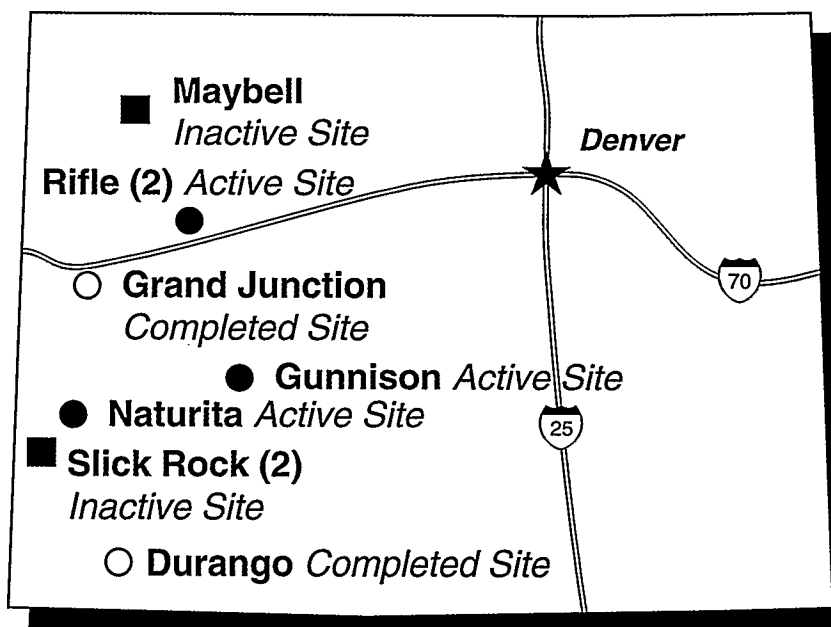 Maybell
Inactive Site
Denver
Rifle (2) Active Site
70
Grand Junction
Completed Site
Gunnison Active Site
Naturita Active Site
25
Slick Rock (2)
Inactive Site
Durango Completed Site